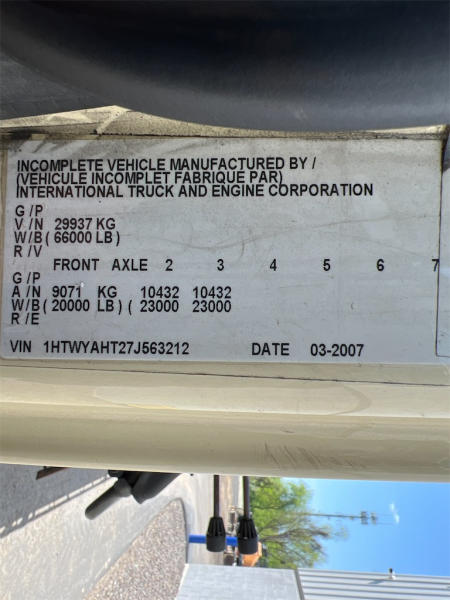 INCOMPLETE VEHICLE MANUFACTURED BY /
(VEHICULE INCOMPLET FABRIQUE PAR)
INTERNATIONAL TRUCK AND ENGINE CORPORATION
G /P
V /N 29937 KG
W/B ( 66000 LB )
R /V
FRONT AXLE 2 3 4 5 6 7
G /P
A /N 9071 KG 10432 10432
W/B ( 20000 LB ) ( 23000 23000
R /E
VIN 1HTWYAHT27J563212 DATE 03-2007